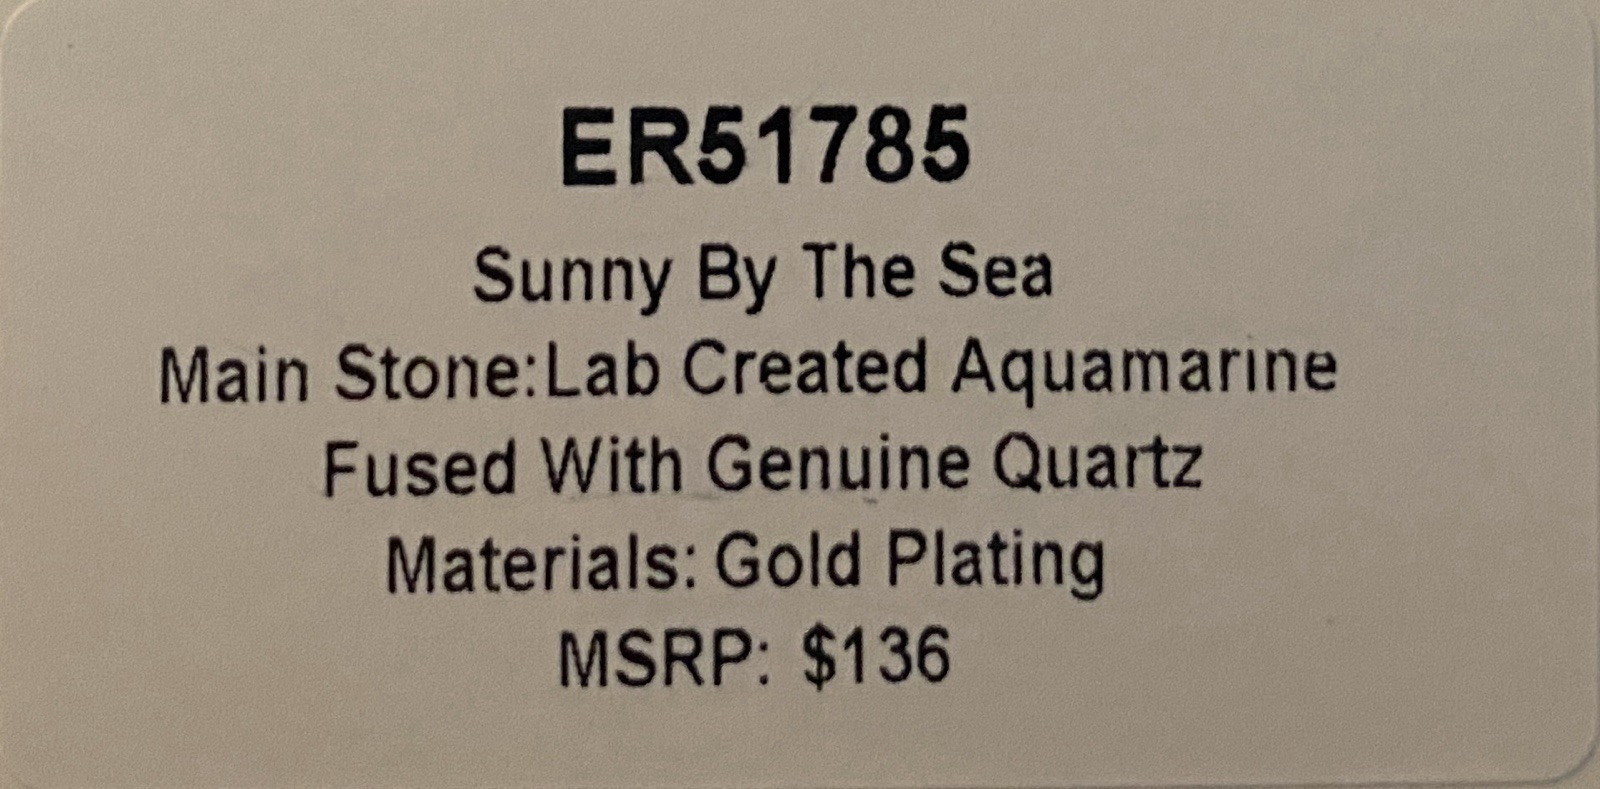 ER51785
Sunny By The Sea
Main Stone:Lab Created Aquamarine
Fused With Genuine Quartz
Materials: Gold Plating
MSRP: $136